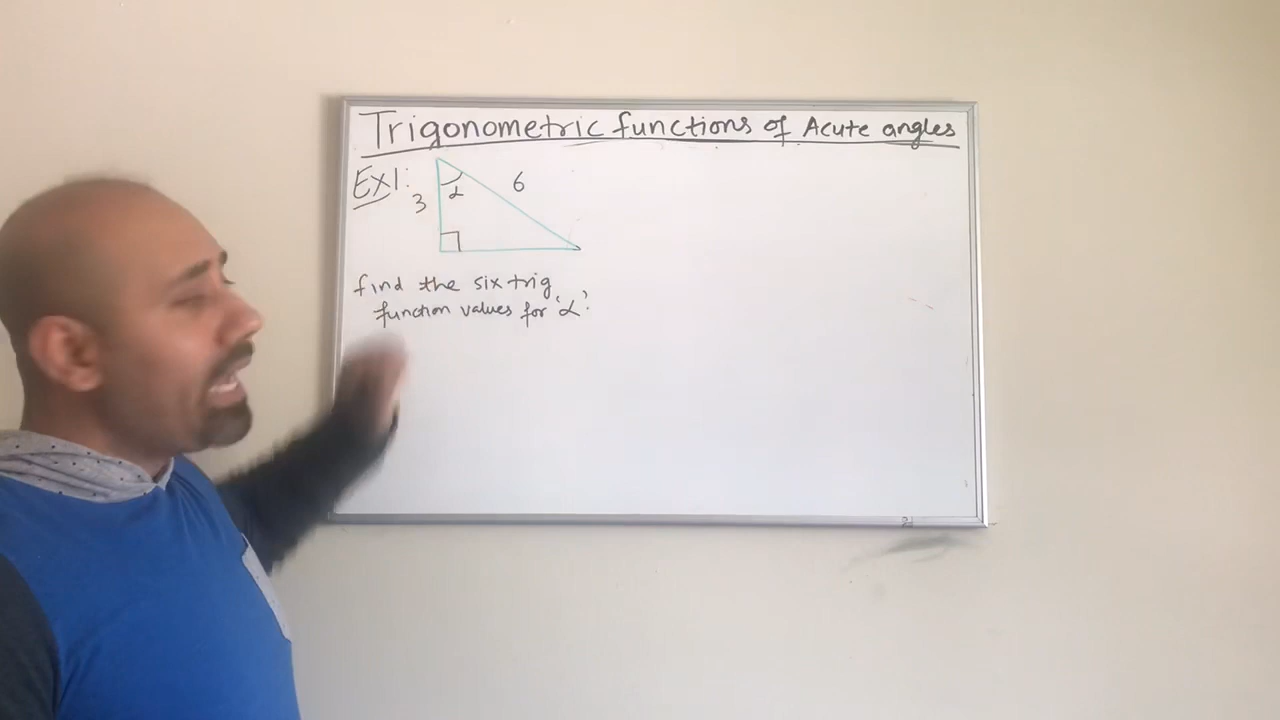 Trigonometric functions of Acute angles
EX1:
3
α
6
find the six trig
function values for 'α'.